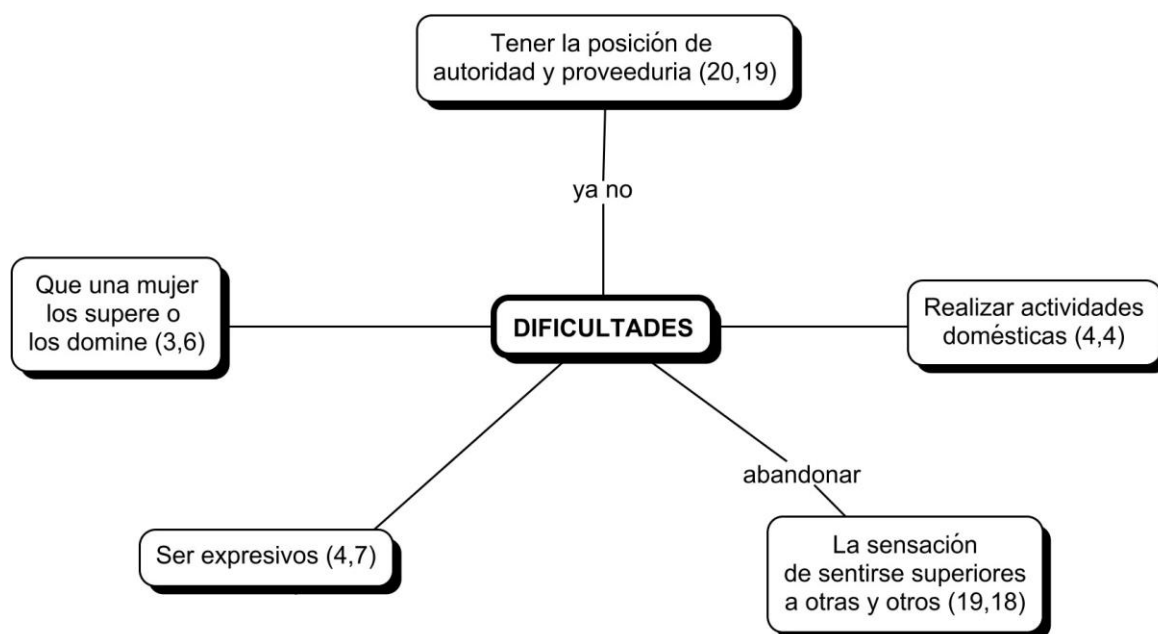 Tener la posición de
autoridad y proveeduria (20,19)
ya no
Que una mujer
los supere o
los domine (3,6)
DIFICULTADES
Realizar actividades
domésticas (4,4)
abandonar
Ser expresivos (4,7)
La sensación
de sentirse superiores
a otras y otros (19,18)